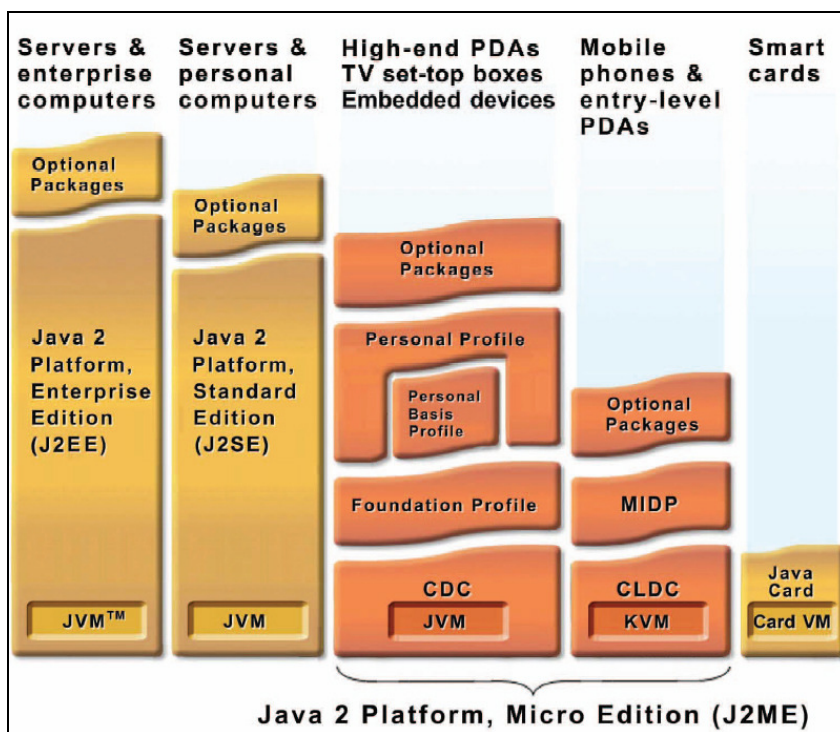 Servers &
enterprise
computers
Servers &
personal
computers
High-end PDAs
TV set-top boxes
Embedded devices
Mobile
phones &
entry-level
PDAs
Smart
cards
Optional
Packages
Java 2
Platform,
Enterprise
Edition
(J2EE)
JVM™
Optional
Packages
Java 2
Platform,
Standard
Edition
(J2SE)
JVM
Optional
Packages
Personal Profile
Personal
Basis
Profile
Foundation Profile
CDC
JVM
Optional
Packages
MIDP
CLDC
KVM
Java
Card
Card VM
Java 2 Platform, Micro Edition (J2ME)